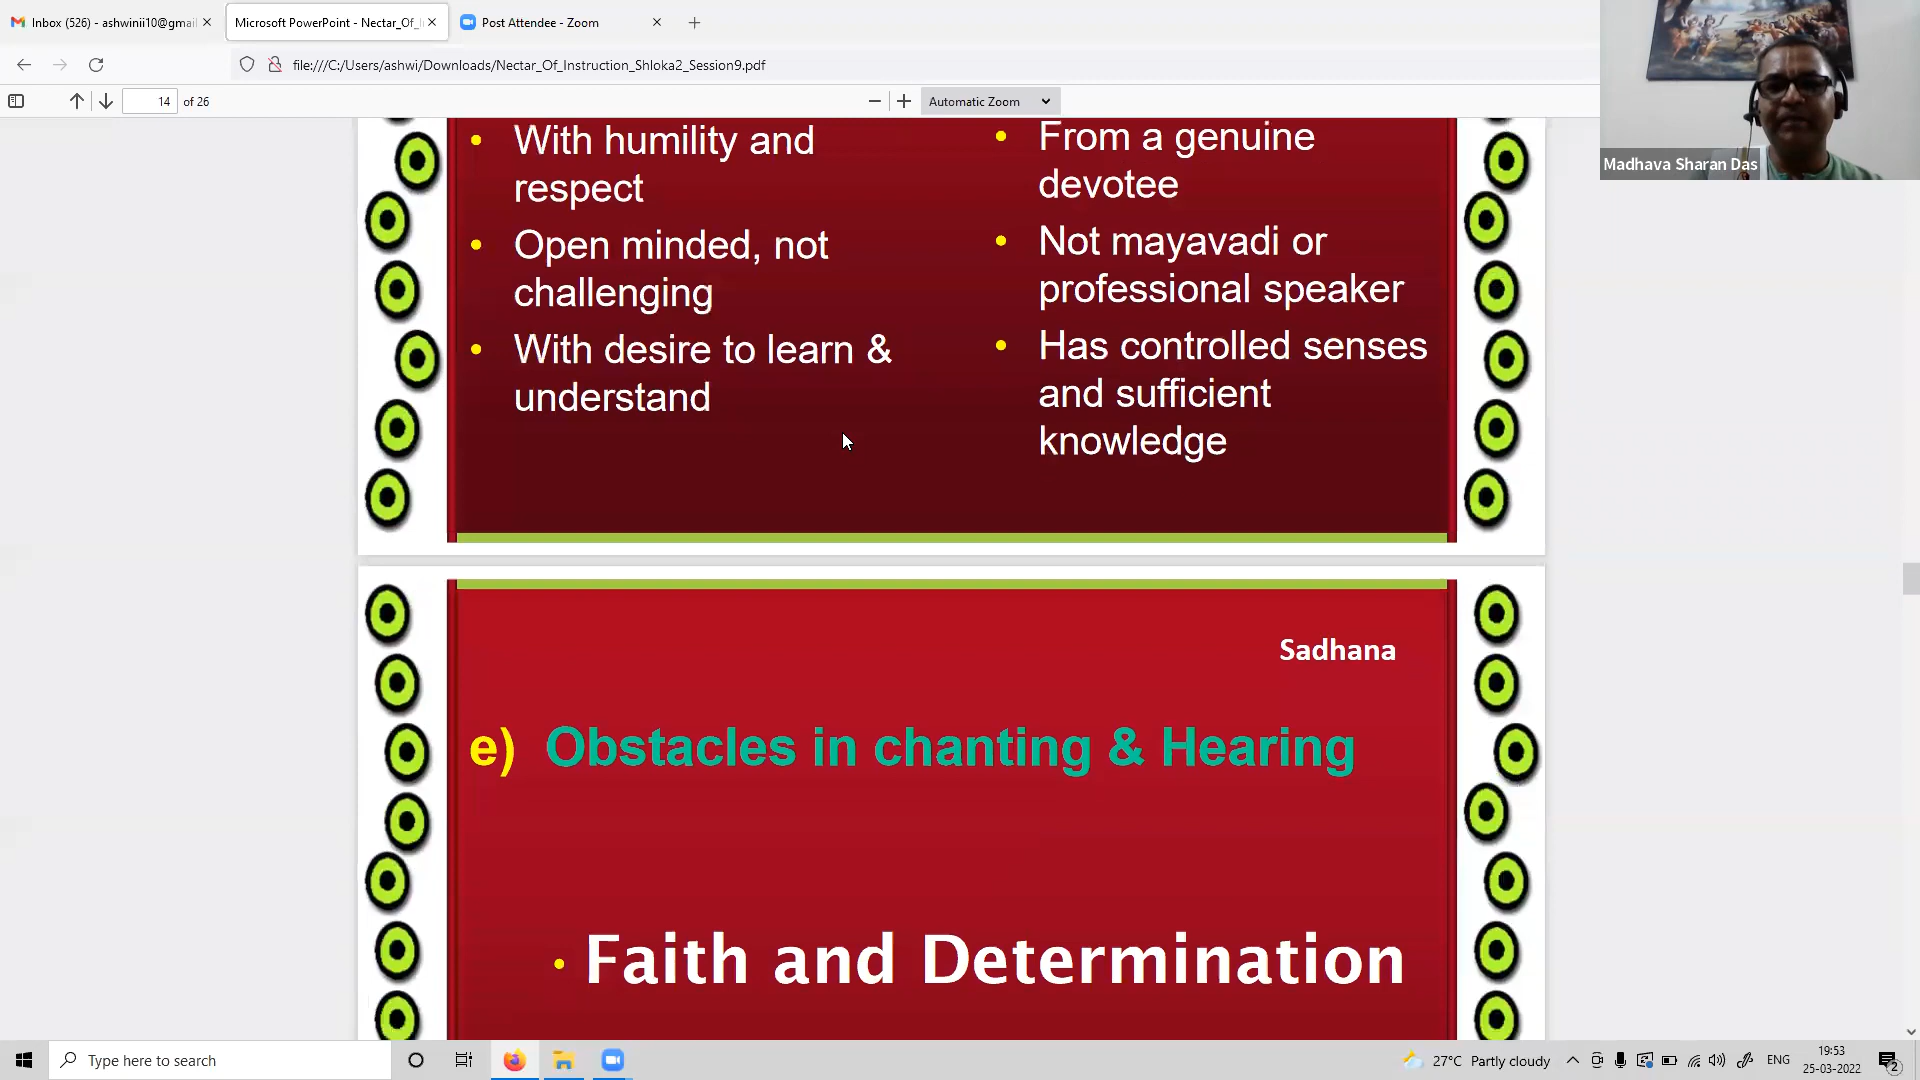 Inbox (526) - ashwinii10@gmai
Microsoft PowerPoint - Nectar_Of_I
Post Attendee - Zoom
file:///C:/Users/ashwi/Downloads/Nectar_Of_Instruction_Shloka2_Session9.pdf
14 of 26
Automatic Zoom
Madhava Sharan Das
• With humility and
respect
• Open minded, not
challenging
• With desire to learn &
understand
• From a genuine
devotee
• Not mayavadi or
professional speaker
• Has controlled senses
and sufficient
knowledge
Sadhana
e) Obstacles in chanting & Hearing
• Faith and Determination
Type here to search
27°C Partly cloudy
ENG
19:53
25-03-2022
2